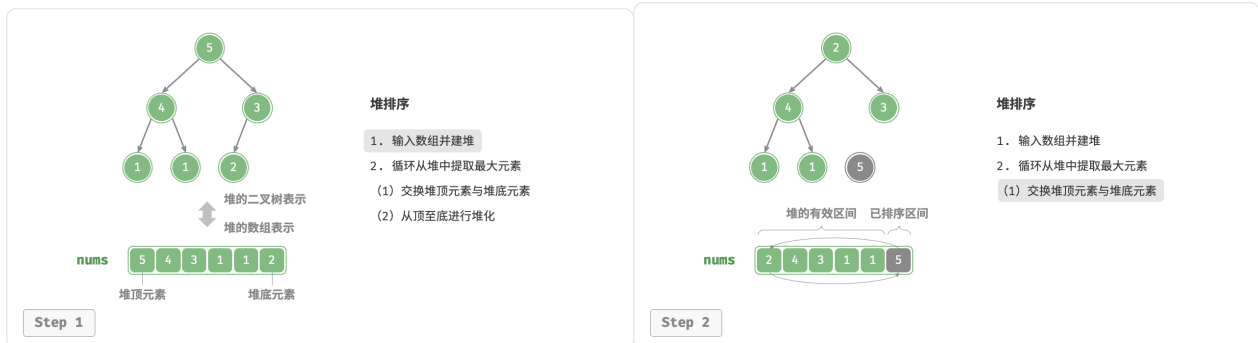 5
堆排序
4
3
1. 输入数组并建堆
2. 循环从堆中提取最大元素
1
1
2
(1) 交换堆顶元素与堆底元素
堆的二叉树表示
(2) 从顶至底进行堆化
堆的数组表示
nums 5 4 3 1 1 2
堆顶元素
堆底元素
Step 1
2
堆排序
4
3
1. 输入数组并建堆
2. 循环从堆中提取最大元素
1
1
5
(1) 交换堆顶元素与堆底元素
堆的有效区间 已排序区间
nums 2 4 3 1 1 5
Step 2